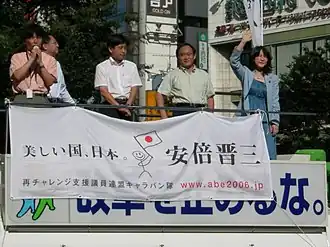 美しい国、日本。 安倍晋三
再チャレンジ支援議員連盟キャラバン隊 www.abe2006.jp
改革を止めるな。